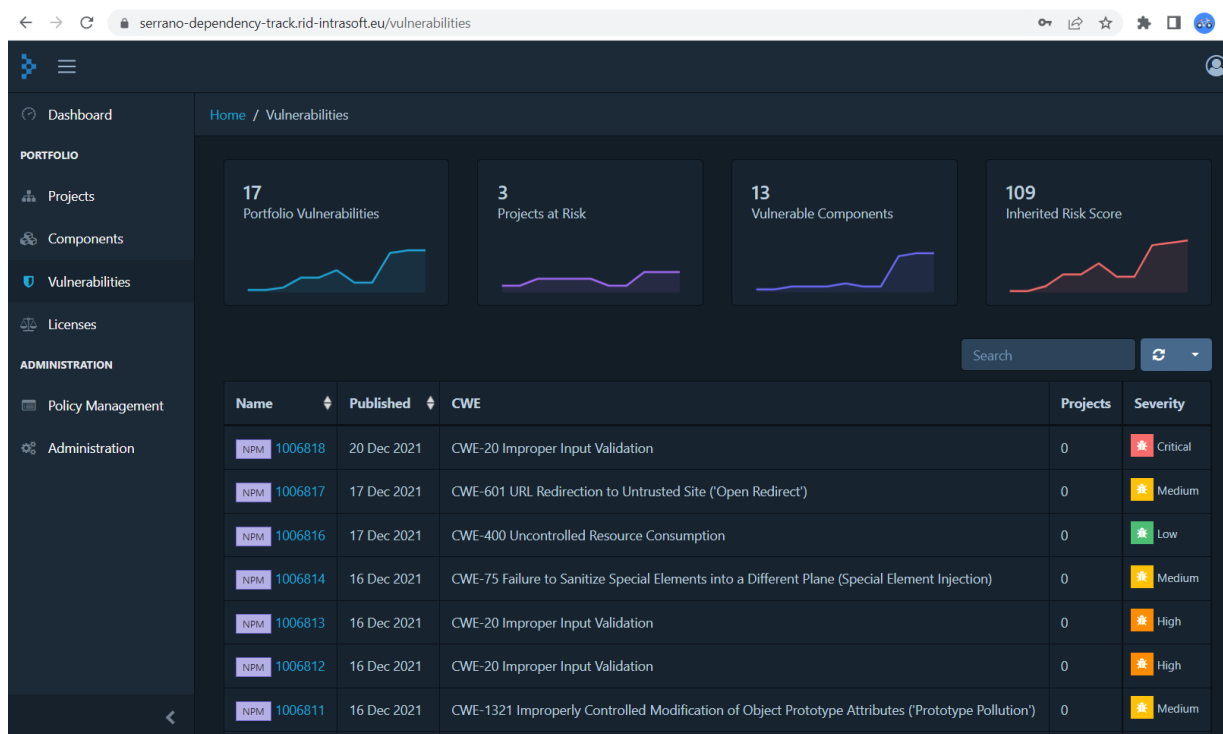 serrano-dependency-track.rid-intrasoft.eu/vulnerabilities
Dashboard
PORTFOLIO
Projects
Components
Vulnerabilities
Licenses
ADMINISTRATION
Policy Management
Administration
Home / Vulnerabilities
17
Portfolio Vulnerabilities
3
Projects at Risk
13
Vulnerable Components
109
Inherited Risk Score
Search
Name Published CWE Projects Severity
NPM 1006818 20 Dec 2021 CWE-20 Improper Input Validation 0 Critical
NPM 1006817 17 Dec 2021 CWE-601 URL Redirection to Untrusted Site ('Open Redirect') 0 Medium
NPM 1006816 17 Dec 2021 CWE-400 Uncontrolled Resource Consumption 0 Low
NPM 1006814 16 Dec 2021 CWE-75 Failure to Sanitize Special Elements into a Different Plane (Special Element Injection) 0 Medium
NPM 1006813 16 Dec 2021 CWE-20 Improper Input Validation 0 High
NPM 1006812 16 Dec 2021 CWE-20 Improper Input Validation 0 High
NPM 1006811 16 Dec 2021 CWE-1321 Improperly Controlled Modification of Object Prototype Attributes ('Prototype Pollution') 0 Medium